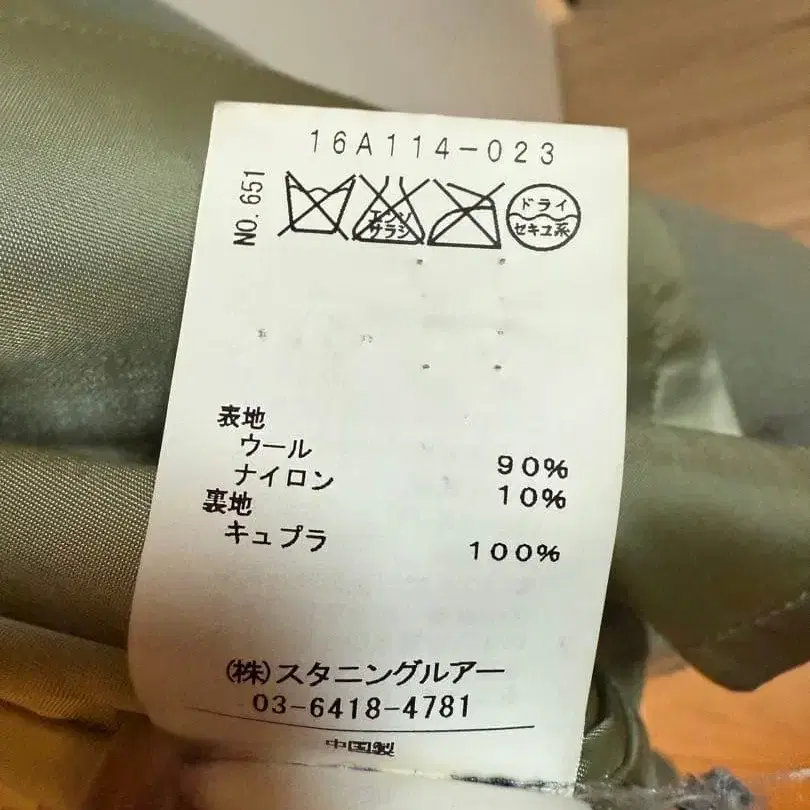 16A114-023
NO.651
エンソ
サラシ
ドライ
セキユ系
表地
ウール 90%
ナイロン 10%
裏地
キュプラ 100%
(株)スタニングルアー
03-6418-4781
中国製